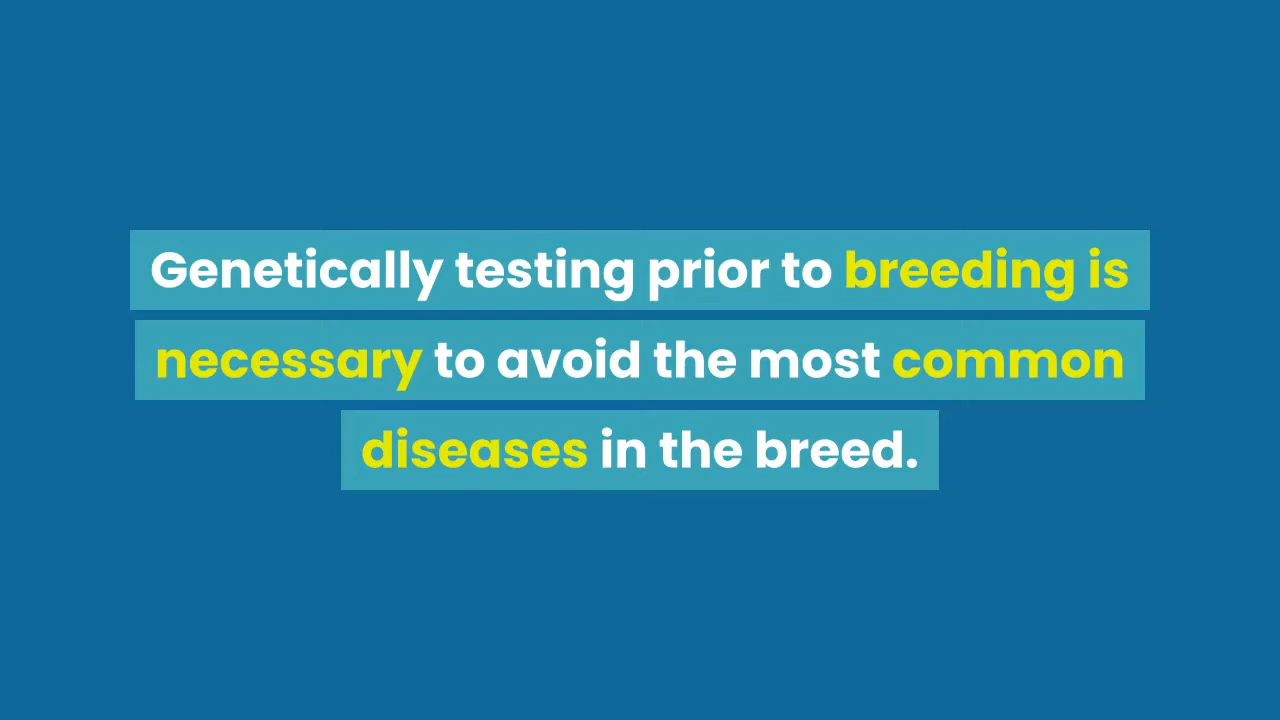 Genetically testing prior to breeding is
necessary to avoid the most common
diseases in the breed.